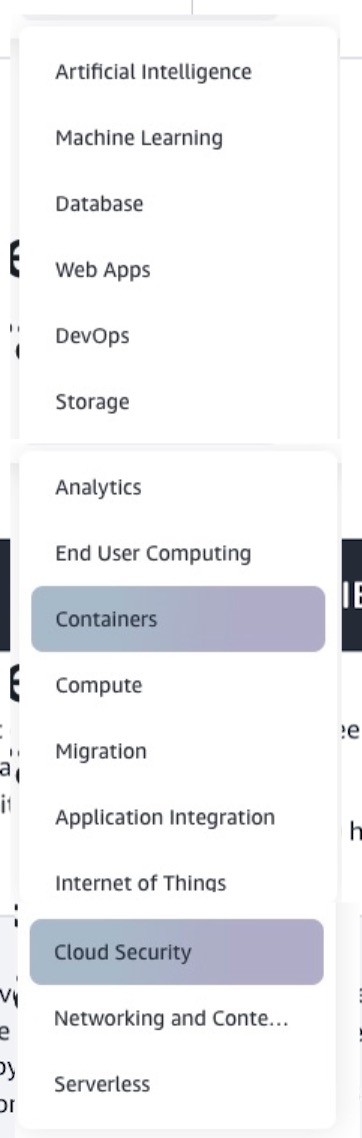 Artificial Intelligence
Machine Learning
Database
Web Apps
DevOps
Storage
Analytics
End User Computing
Containers
Compute
Migration
Application Integration
Internet of Things
Cloud Security
Networking and Conte...
Serverless